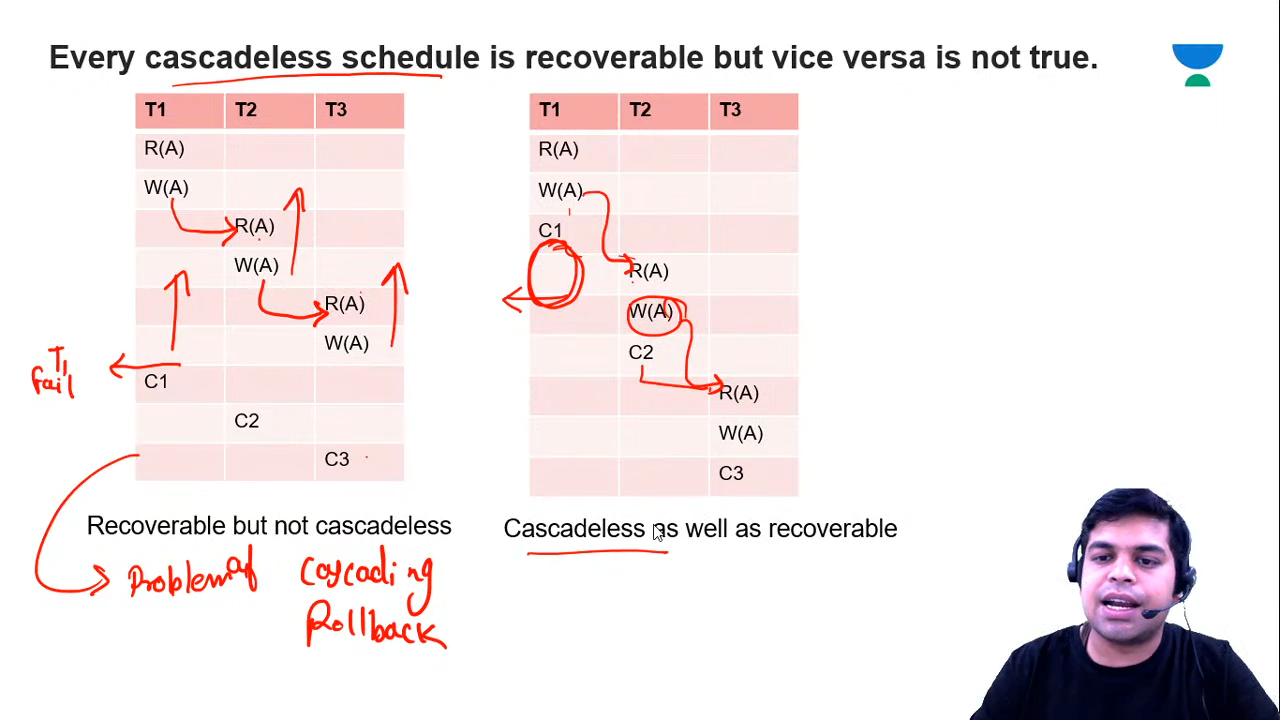 Every cascadeless schedule is recoverable but vice versa is not true.
T1 T2 T3
R(A)
W(A)
R(A)
W(A)
R(A)
W(A)
T1
fail
C1
C2
C3
Recoverable but not cascadeless
Problem of Cascading
Rollback
T1 T2 T3
R(A)
W(A)
C1
R(A)
W(A)
C2
R(A)
W(A)
C3
Cascadeless as well as recoverable